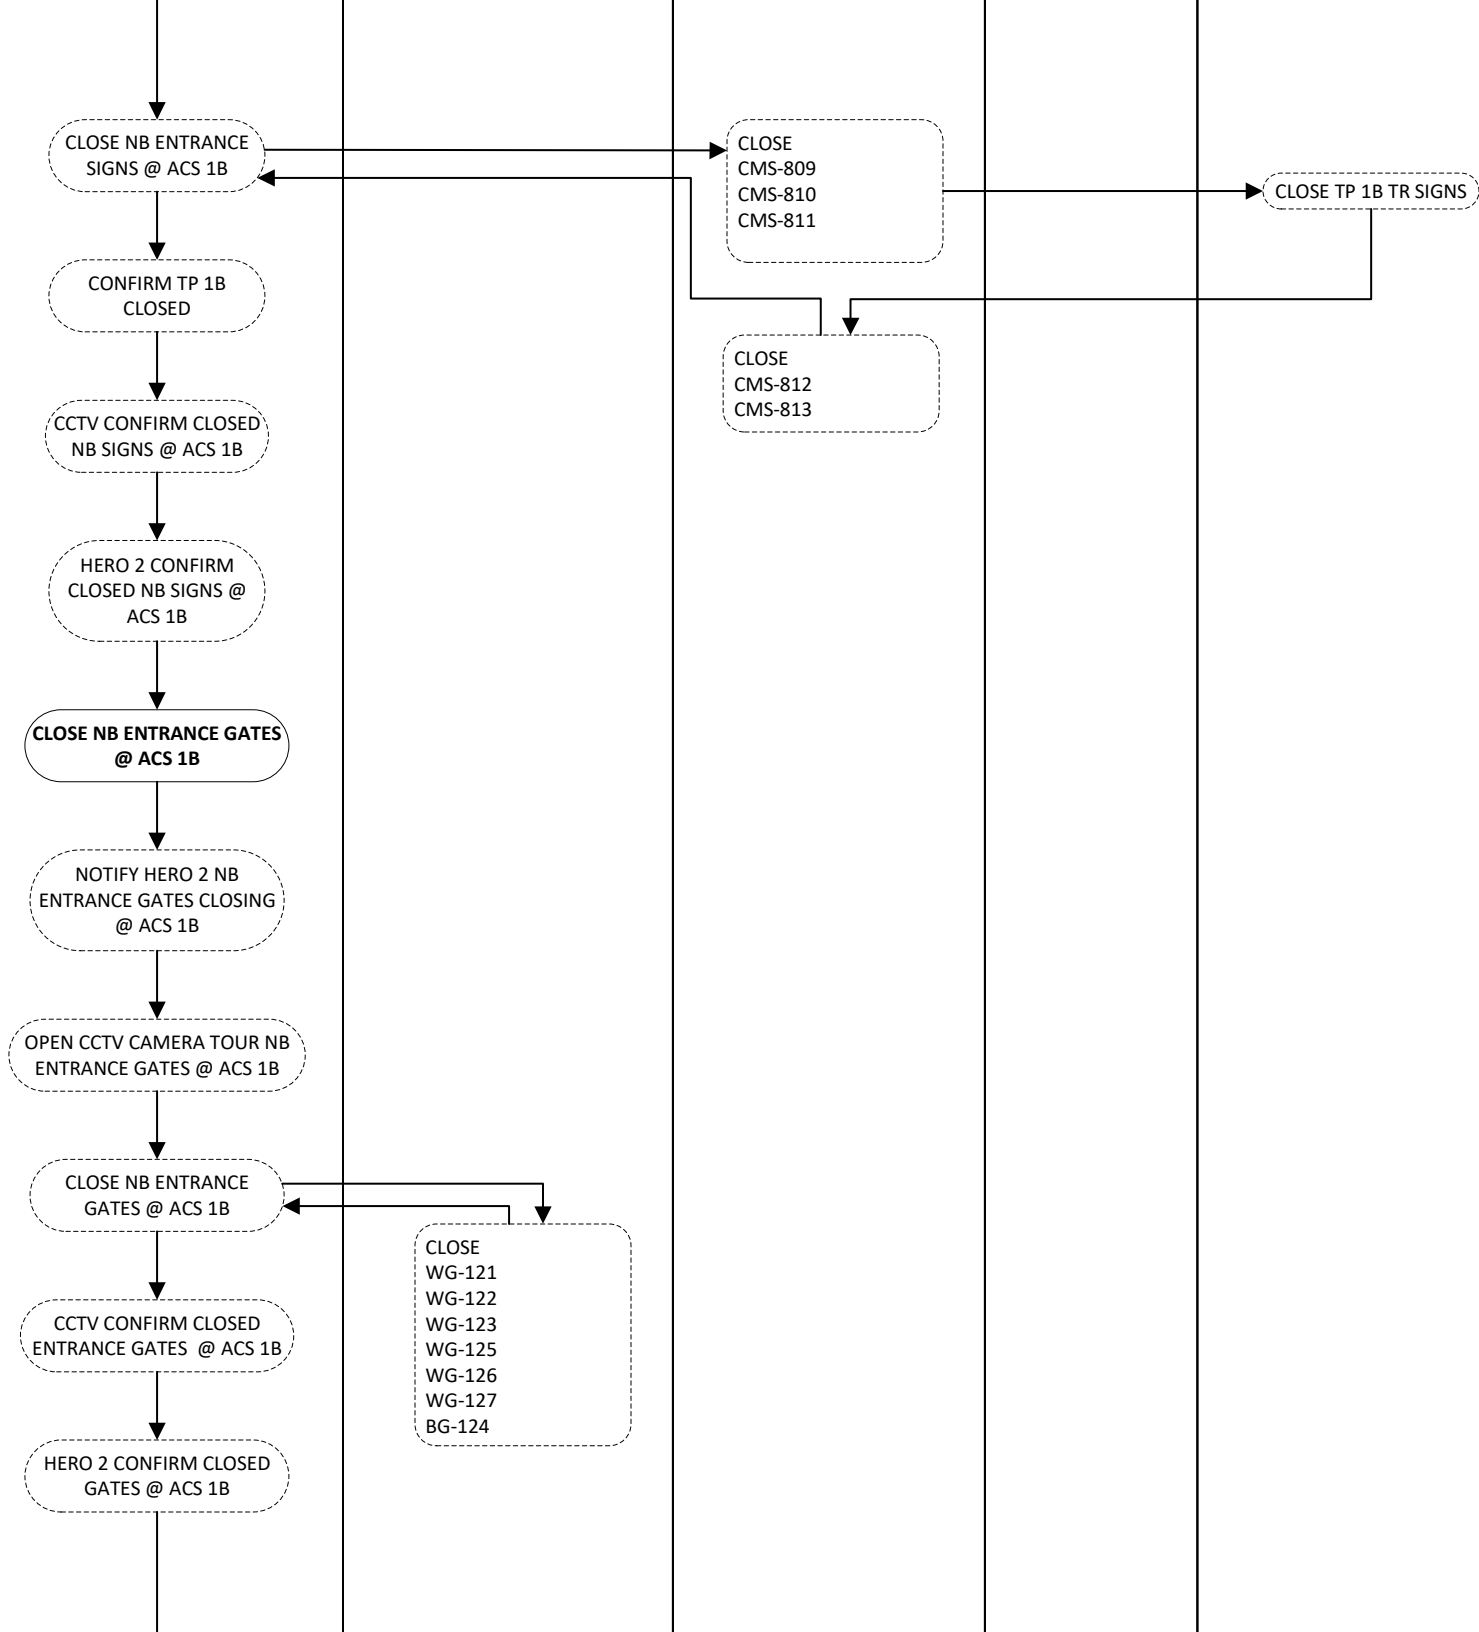 CLOSE NB ENTRANCE
SIGNS @ ACS 1B
CLOSE
CMS-809
CMS-810
CMS-811
CLOSE TP 1B TR SIGNS
CONFIRM TP 1B
CLOSED
CLOSE
CMS-812
CMS-813
CCTV CONFIRM CLOSED
NB SIGNS @ ACS 1B
HERO 2 CONFIRM
CLOSED NB SIGNS @
ACS 1B
CLOSE NB ENTRANCE GATES
@ ACS 1B
NOTIFY HERO 2 NB
ENTRANCE GATES CLOSING
@ ACS 1B
OPEN CCTV CAMERA TOUR NB
ENTRANCE GATES @ ACS 1B
CLOSE NB ENTRANCE
GATES @ ACS 1B
CLOSE
WG-121
WG-122
WG-123
WG-125
WG-126
WG-127
BG-124
CCTV CONFIRM CLOSED
ENTRANCE GATES  @ ACS 1B
HERO 2 CONFIRM CLOSED
GATES @ ACS 1B